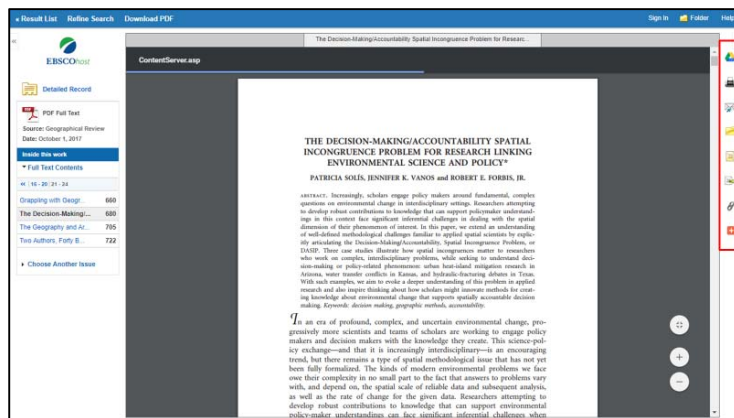 « Result List Refine Search Download PDF
Sign In Folder Help
«
EBSCOhost
Detailed Record
PDF Full Text
Source: Geographical Review
Date: October 1, 2017
Inside this work
Full Text Contents
« 16 - 20 21 - 24
Grappling with Geogr... 660
The Decision-Making/... 680
The Geography and Ar... 705
Two Authors, Forty B... 722
Choose Another Issue
The Decision-Making/Accountability Spatial Incongruence Problem for Researc...
ContentServer.asp
THE DECISION-MAKING/ACCOUNTABILITY SPATIAL
INCONGRUENCE PROBLEM FOR RESEARCH LINKING
ENVIRONMENTAL SCIENCE AND POLICY*
PATRICIA SOLÍS, JENNIFER K. VANOS and ROBERT E. FORBIS, JR.
ABSTRACT. Increasingly, scholars engage policy makers around fundamental, complex
questions on environmental change in interdisciplinary settings. Researchers attempting
to develop robust contributions to knowledge that can support policymaker understand-
ings in this context face significant inferential challenges in dealing with the spatial
dimension of their phenomenon of interest. In this paper, we extend an understanding
of well-defined methodological challenges familiar to applied spatial scientists by explic-
itly articulating the Decision-Making/Accountability, Spatial Incongruence Problem, or
DASIP. Three case studies illustrate how spatial incongruences matter to researchers
who work on complex, interdisciplinary problems, while seeking to understand deci-
sion-making or policy-related phenomenon: urban heat-island mitigation research in
Arizona, water transfer conflicts in Kansas, and hydraulic-fracturing debates in Texas.
With such examples, we aim to evoke a deeper understanding of this problem in applied
research and also inspire thinking about how scholars might innovate methods for creat-
ing knowledge about environmental change that supports spatially accountable decision
making. Keywords: decision making, geographic methods, accountability.
In an era of profound, complex, and uncertain environmental change, pro-
gressively more scientists and teams of scholars are working to engage policy
makers and decision makers with the knowledge they create. This science-pol-
icy exchange—and that it is increasingly interdisciplinary—is an encouraging
trend, but there remains a type of spatial methodological issue that has not yet
been fully formalized. The kinds of modern environmental problems we face
owe their complexity in no small part to the fact that answers to problems vary
with, and depend on, the spatial scale of reliable data and subsequent analysis,
as well as the rate of change for the given data. Researchers attempting to
develop robust contributions to knowledge that can support environmental
policy-maker understandings can face significant inferential challenges when